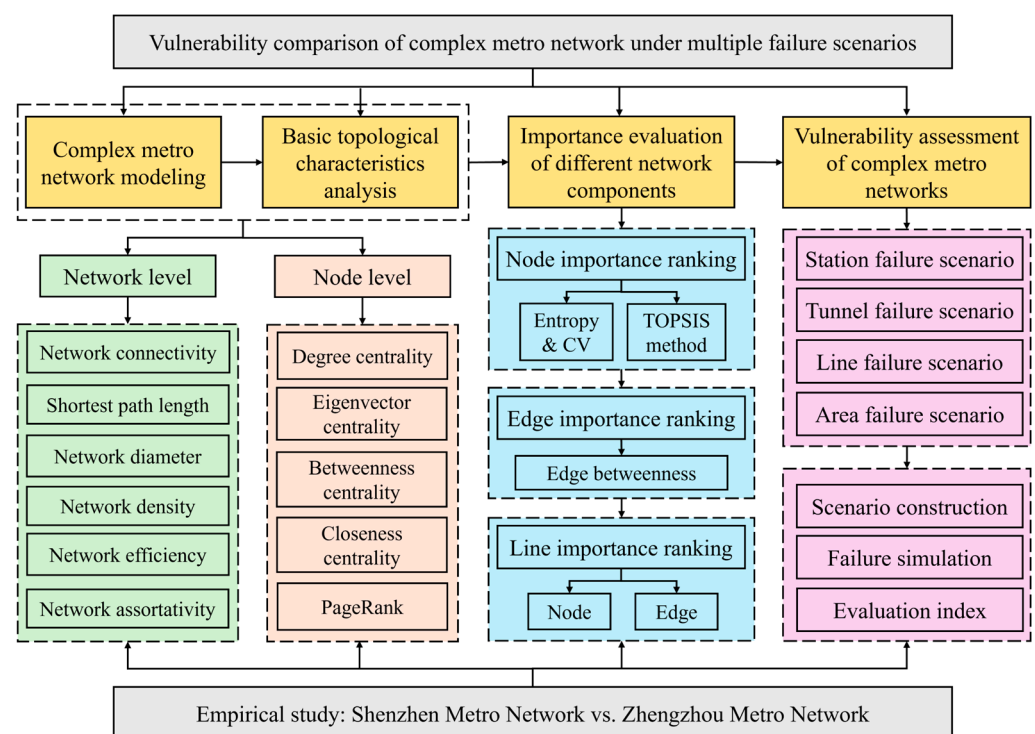 Vulnerability comparison of complex metro network under multiple failure scenarios
Complex metro
network modeling
Basic topological
characteristics
analysis
Importance evaluation
of different network
components
Vulnerability assessment
of complex metro
networks
Network level
Network connectivity
Shortest path length
Network diameter
Network density
Network efficiency
Network assortativity
Node level
Degree centrality
Eigenvector
centrality
Betweenness
centrality
Closeness
centrality
PageRank
Node importance ranking
Entropy
& CV
TOPSIS
method
Edge importance ranking
Edge betweenness
Line importance ranking
Node
Edge
Station failure scenario
Tunnel failure scenario
Line failure scenario
Area failure scenario
Scenario construction
Failure simulation
Evaluation index
Empirical study: Shenzhen Metro Network vs. Zhengzhou Metro Network